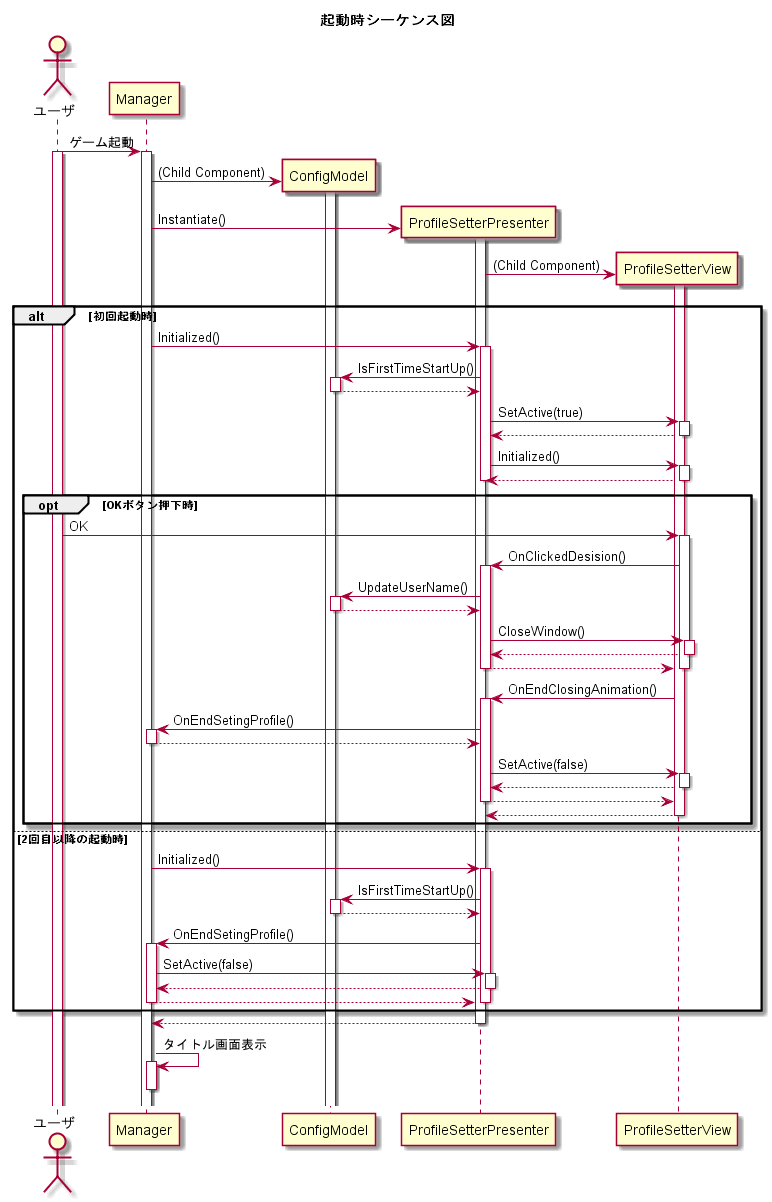 起動時シーケンス図
ユーザ
Manager
ゲーム起動
(Child Component)
ConfigModel
Instantiate()
ProfileSetterPresenter
(Child Component)
ProfileSetterView
alt [初回起動時]
Initialized()
IsFirstTimeStartUp()
SetActive(true)
Initialized()
opt [OKボタン押下時]
OK
OnClickedDesision()
UpdateUserName()
CloseWindow()
OnEndClosingAnimation()
OnEndSetingProfile()
SetActive(false)
[2回目以降の起動時]
Initialized()
IsFirstTimeStartUp()
OnEndSetingProfile()
SetActive(false)
タイトル画面表示
ユーザ
Manager
ConfigModel
ProfileSetterPresenter
ProfileSetterView